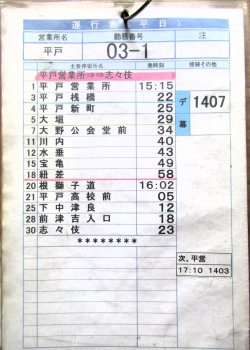 運行表(平日)
営業所名 勤務番号 注
平戸 03-1
主要停留所名 発時刻 接続その他
平戸営業所⇒⇒志々伎
1 平戸営業所 15:15
3 平戸桟橋 22
4 平戸新町 25
5 大垣 29
7 大野公会堂前 34
11 川内 40
12 水垂 43
15 宝亀 49
18 紐差 58
20 根獅子道 16:02
21 平戸高校前 05
25 下中津良 12
28 前津吉入口 18
30 志々伎 23
********
デ幕 1407
次、平営
17:10 1403